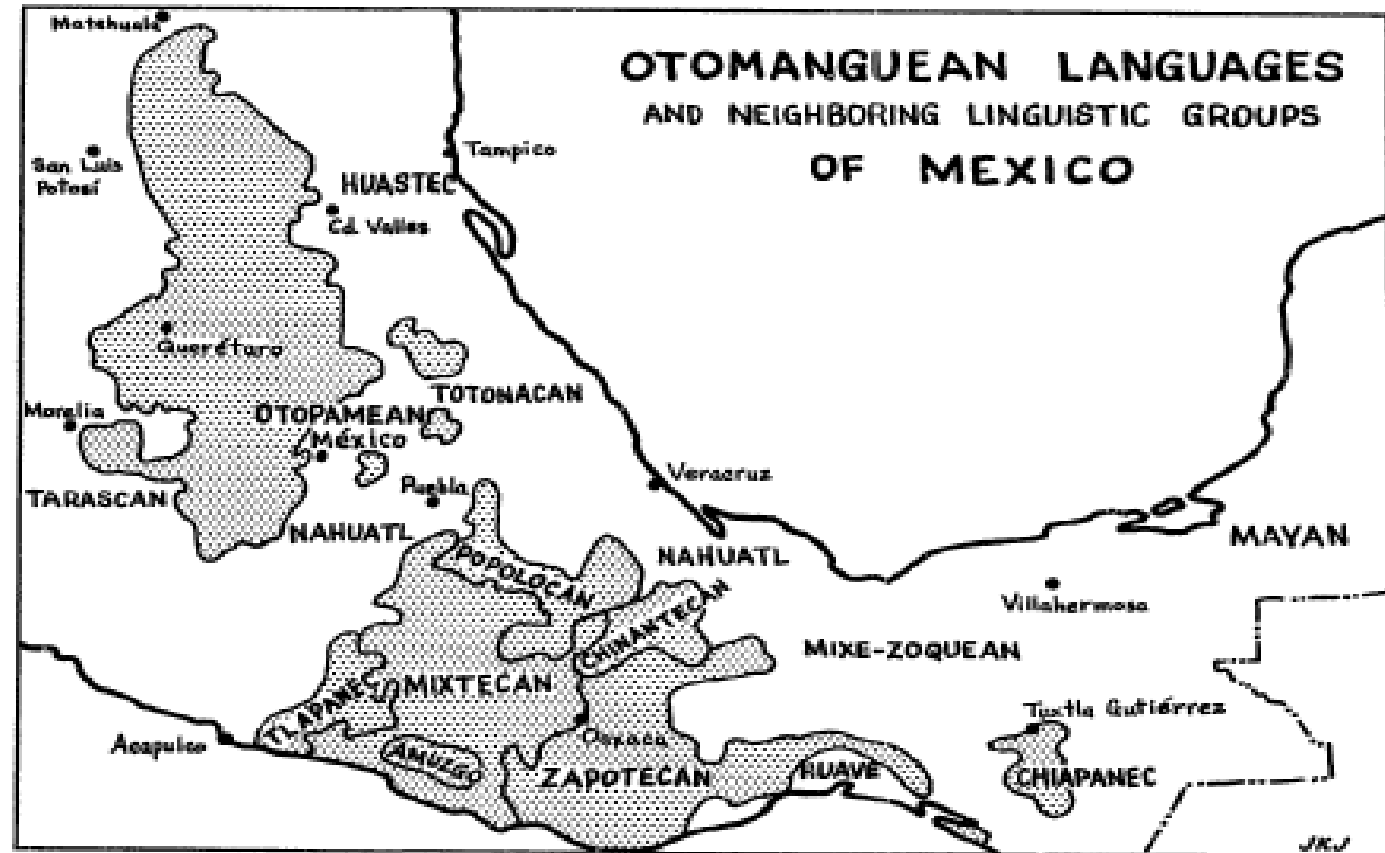 OTOMANGUEAN LANGUAGES
AND NEIGHBORING LINGUISTIC GROUPS
OF MEXICO
Matehuala
San Luis
Potosí
Tampico
HUASTEC
Cd. Valles
Querétaro
TOTONACAN
Morelia
OTOPAMEAN
México
TARASCAN
Puebla
Veracruz
NAHUATL
NAHUATL
MAYAN
POPOLOCAN
Villahermosa
CHINANTECAN
MIXE-ZOQUEAN
TLAPANEC
MIXTECAN
Tuxtla Gutiérrez
Acapulco
Oaxaca
AMUZGO
ZAPOTECAN
HUAVE
CHIAPANEC
JKJ